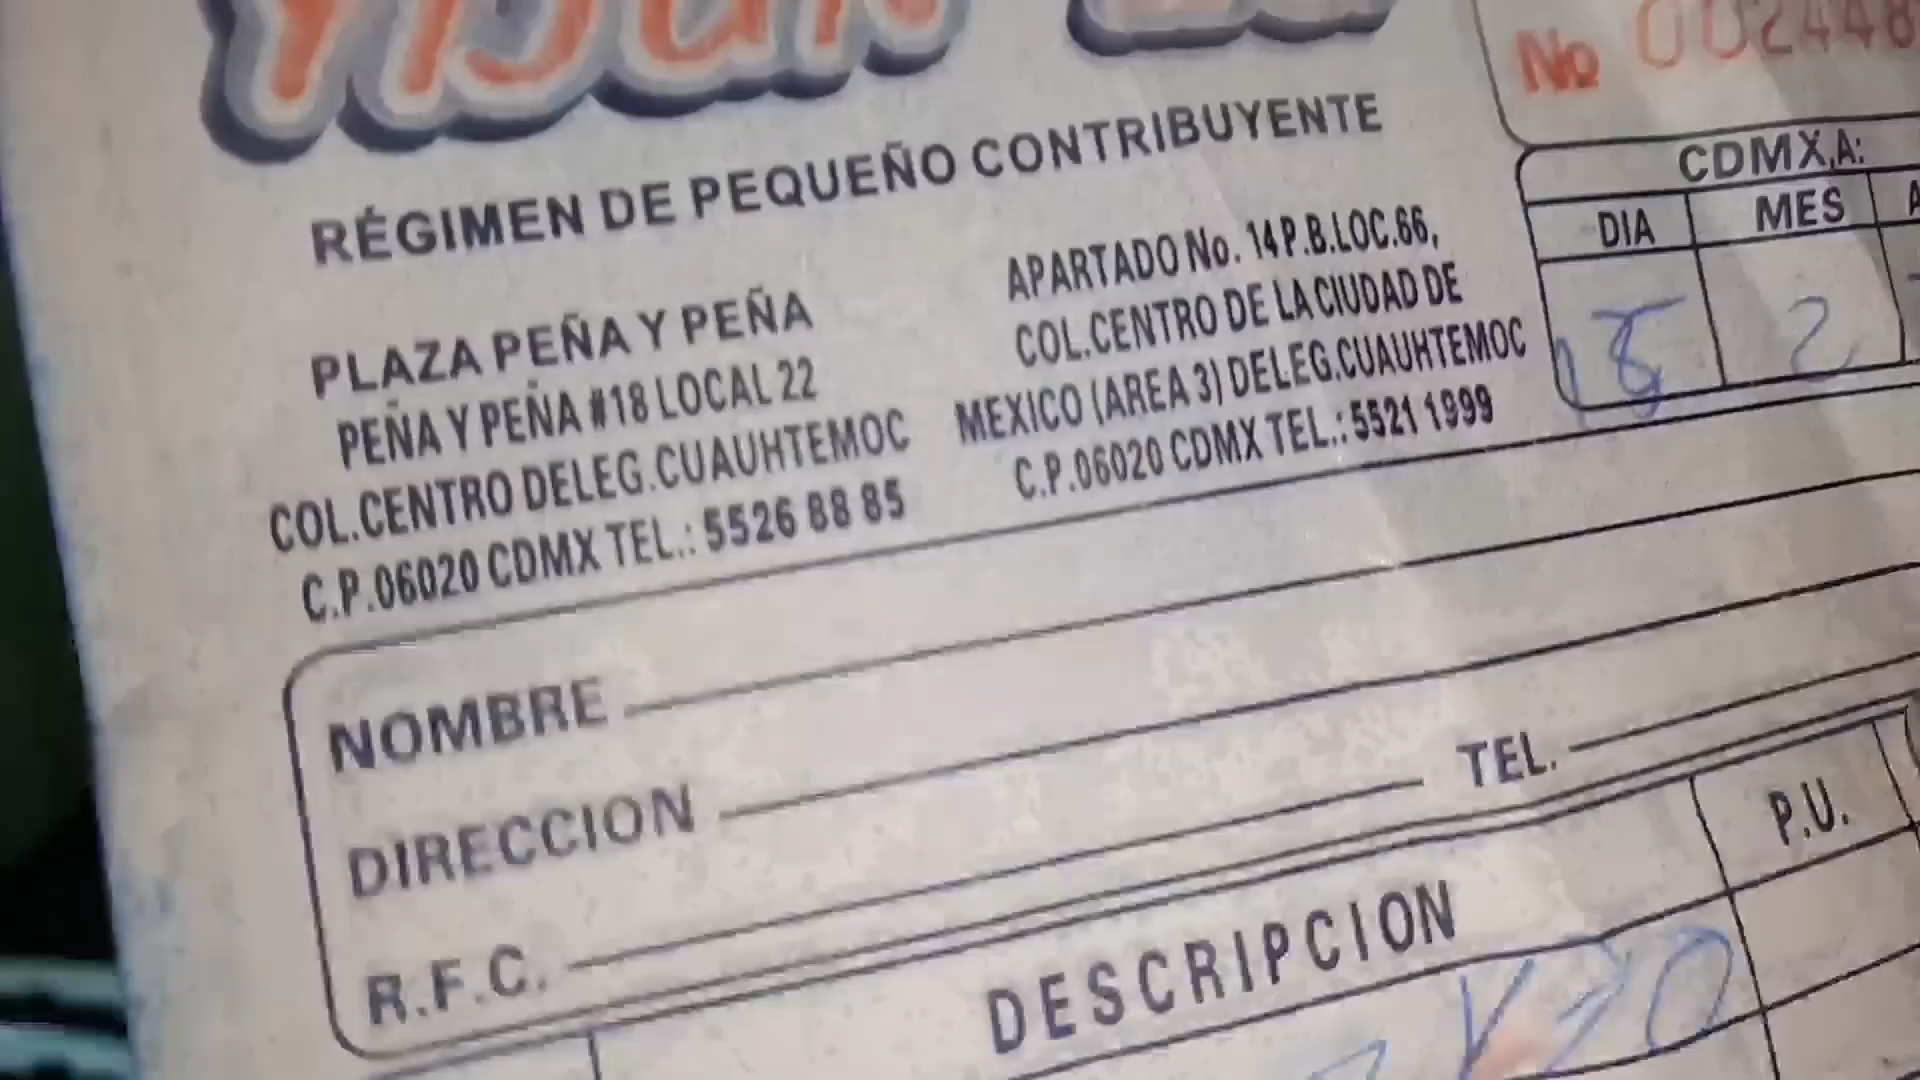 No 002448
RÉGIMEN DE PEQUEÑO CONTRIBUYENTE
PLAZA PEÑA Y PEÑA
PEÑA Y PEÑA #18 LOCAL 22
COL.CENTRO DELEG.CUAUHTEMOC
C.P.06020 CDMX TEL.: 5526 88 85
APARTADO No. 14 P.B.LOC.66,
COL.CENTRO DE LA CIUDAD DE
MEXICO (AREA 3) DELEG.CUAUHTEMOC
C.P.06020 CDMX TEL.: 5521 1999
CDMX,A:
DIA MES
18 2
NOMBRE
DIRECCION
R.F.C. TEL.
DESCRIPCION P.U.